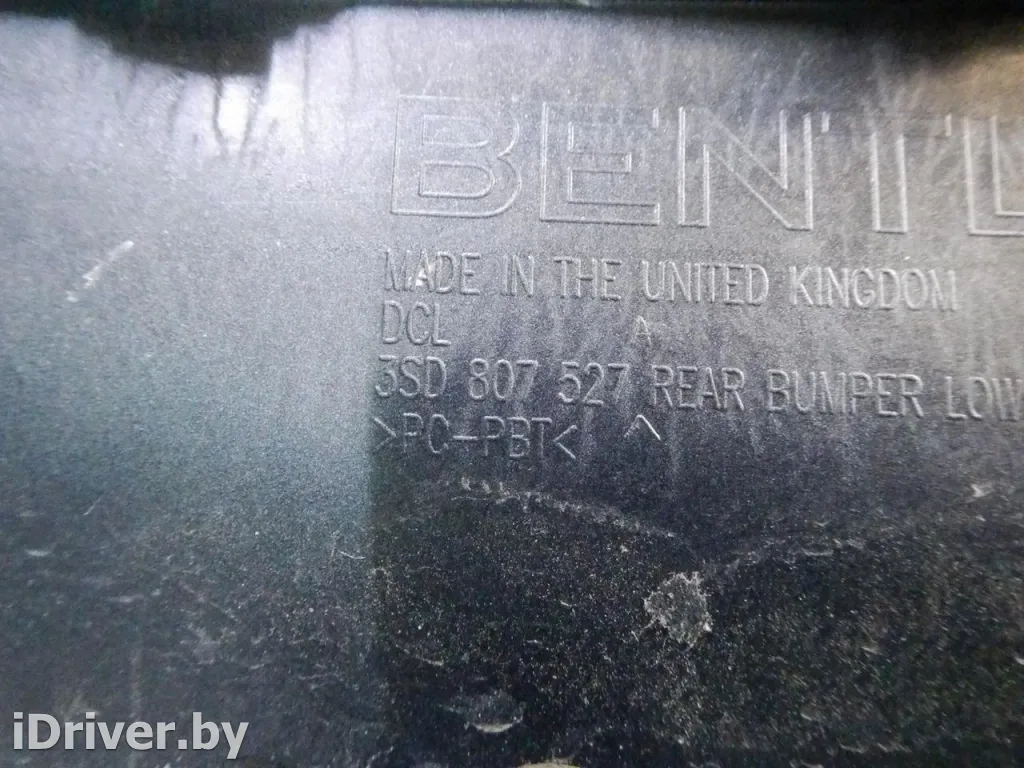 BENTL
MADE IN THE UNITED KINGDOM
DCL A
3SD 807 527 REAR BUMPER LOW
>PC-PBT<
iDriver.by